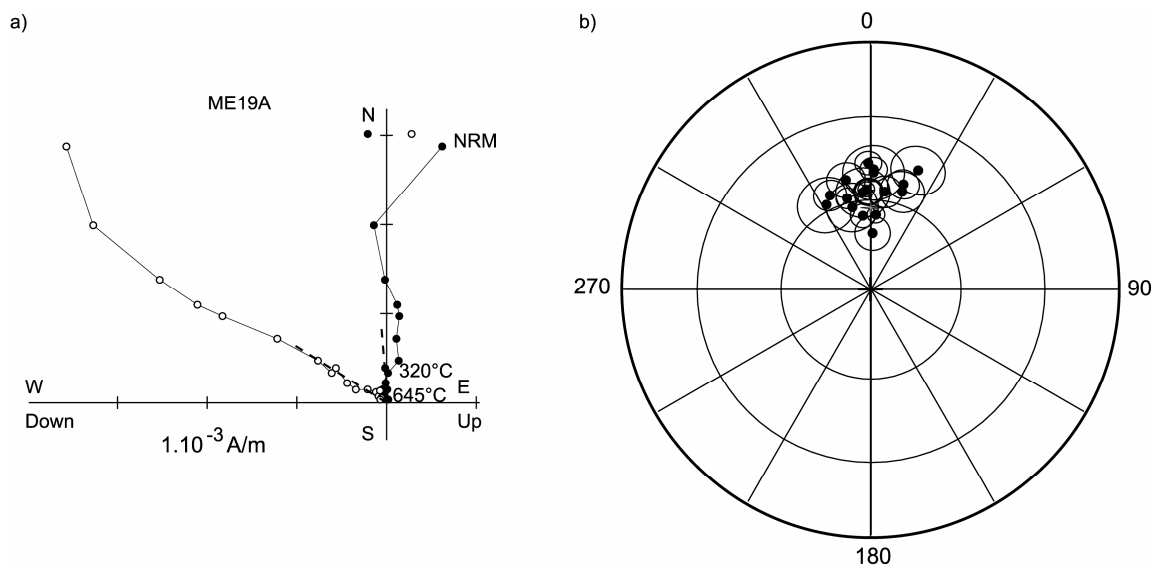 a)
ME19A
N
NRM
320°C
645°C
W
E
Down
Up
S
1.10⁻³ A/m
b)
0
270
90
180